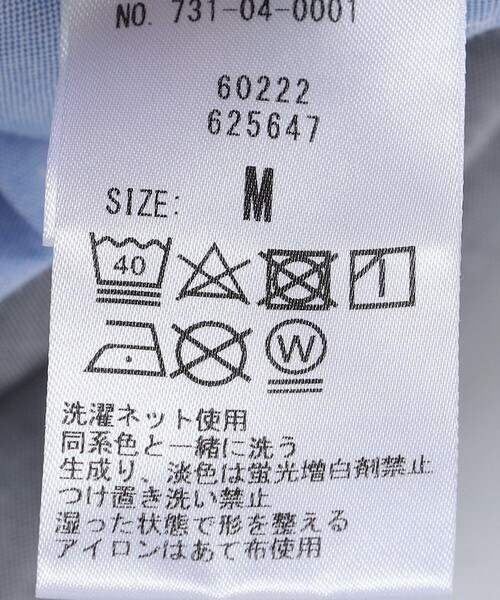 NO. 731-04-0001
60222
625647
SIZE: M
40
W
洗濯ネット使用
同系色と一緒に洗う
生成り、淡色は蛍光増白剤禁止
つけ置き洗い禁止
湿った状態で形を整える
アイロンはあて布使用